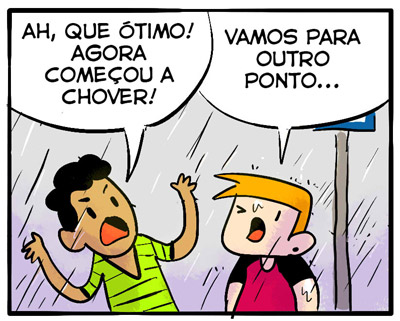 AH, QUE ÓTIMO!
AGORA
COMEÇOU A
CHOVER!
VAMOS PARA
OUTRO
PONTO...